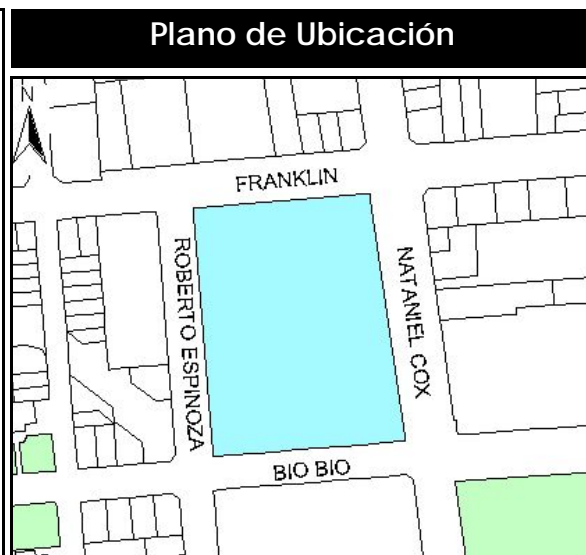 Plano de Ubicación
N
FRANKLIN
ROBERTO ESPINOZA
NATANIEL COX
BIO BIO